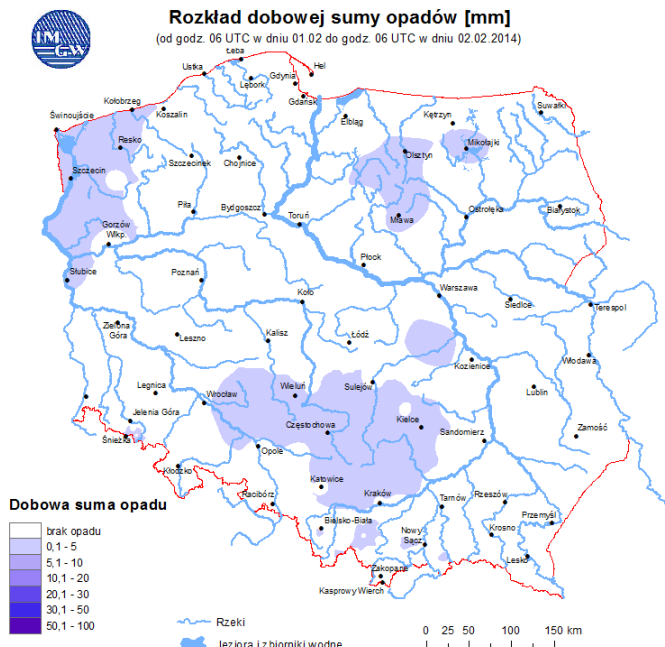 IM
GW
Rozkład dobowej sumy opadów [mm]
(od godz. 06 UTC w dniu 01.02 do godz. 06 UTC w dniu 02.02.2014)
Łeba
Hel
Ustka
Gdynia
Lębork
Gdańsk
Kołobrzeg
Koszalin
Świnoujście
Elbląg
Kętrzyn
Suwałki
Resko
Mikołajki
Olsztyn
Szczecinek
Chojnice
Szczecin
Piła
Bydgoszcz
Toruń
Mława
Ostrołęka
Białystok
Gorzów
Wlkp.
Płock
Słubice
Poznań
Koło
Warszawa
Siedlce
Terespol
Zielona
Góra
Leszno
Kalisz
Łódź
Kozienice
Włodawa
Legnica
Wrocław
Wieluń
Sulejów
Lublin
Jelenia Góra
Częstochowa
Kielce
Sandomierz
Zamość
Śnieżka
Opole
Kłodzko
Katowice
Racibórz
Kraków
Tarnów
Rzeszów
Przemyśl
Bielsko-Biała
Nowy
Sącz
Krosno
Lesko
Zakopane
Kasprowy Wierch
Dobowa suma opadu
brak opadu
0,1 - 5
5,1 - 10
10,1 - 20
20,1 - 30
30,1 - 50
50,1 - 100
Rzeki
Jeziora i zbiorniki wodne
0 25 50 100 150 km